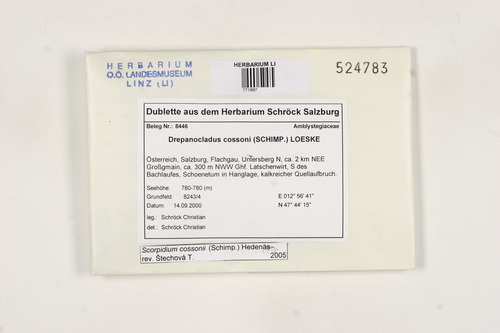 HERBARIUM
O.Ö. LANDESMUSEUM
LINZ (LI)
HERBARIUM LI
771667
524783
Dublette aus dem Herbarium Schröck Salzburg
Beleg Nr.: 8446 Amblystegiaceae
Drepanocladus cossoni (SCHIMP.) LOESKE
Österreich, Salzburg, Flachgau, Untersberg N, ca. 2 km NEE
Großgmain, ca. 300 m NWW Ghf. Latschenwirt, S des
Bachlaufes, Schoenetum in Hanglage, kalkreicher Quellaufbruch.
Seehöhe 780-780 (m) E 012° 56' 41"
Grundfeld: 8243/4 N 47° 44' 15"
Datum: 14.09.2000
leg.: Schröck Christian
det.: Schröck Christian
Scorpidium cossonii (Schimp.) Hedenäs
rev. Štechová T. 2005